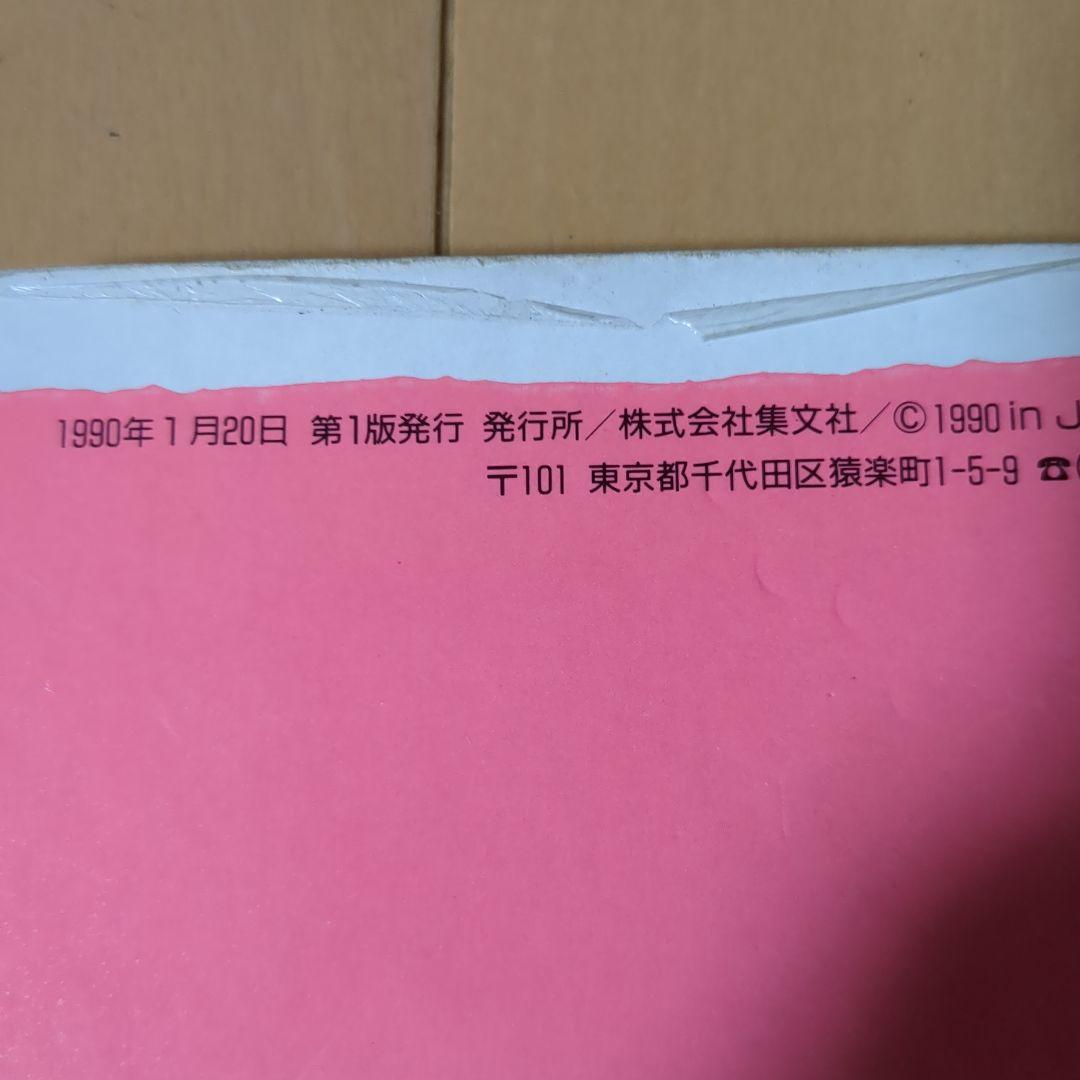 1990年1月20日 第1版発行 発行所／株式会社集文社／©1990 in J
〒101 東京都千代田区猿楽町1-5-9 ☎